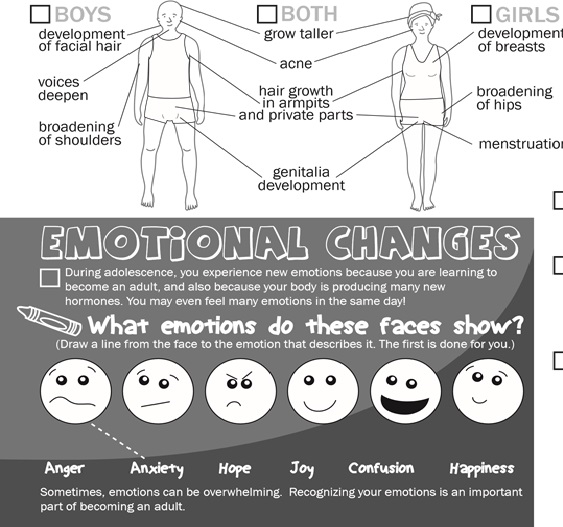 BOYS
BOTH
GIRLS
development
of facial hair
grow taller
development
of breasts
acne
voices
deepen
hair growth
in armpits
and private parts
broadening
of hips
broadening
of shoulders
menstruation
genitalia
development
EMOTIONAL CHANGES
During adolescence, you experience new emotions because you are learning to
become an adult, and also because your body is producing many new
hormones. You may even feel many emotions in the same day!
What emotions do these faces show?
(Draw a line from the face to the emotion that describes it. The first is done for you.)
Anger Anxiety Hope Joy Confusion Happiness
Sometimes, emotions can be overwhelming. Recognizing your emotions is an important
part of becoming an adult.